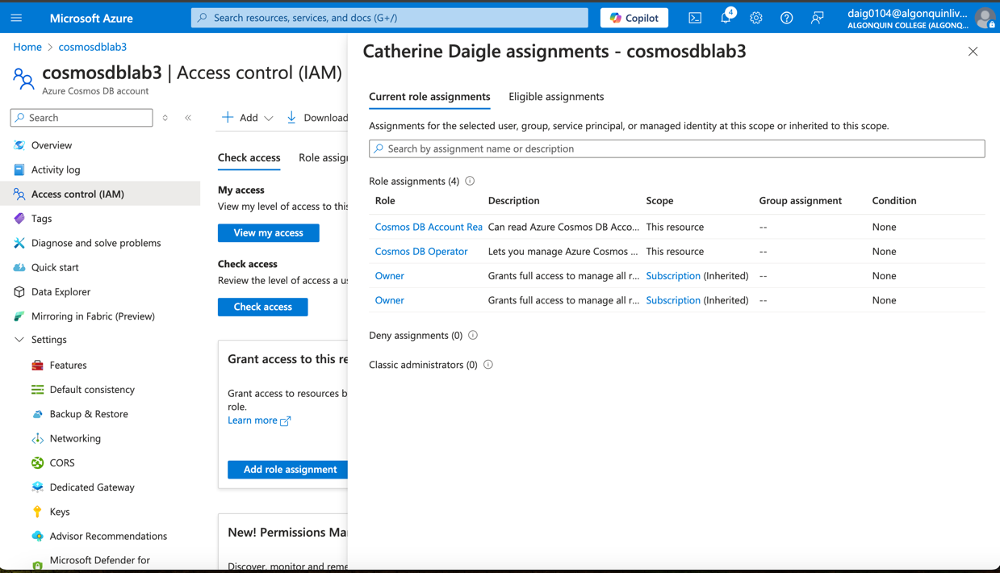 Microsoft Azure
Search resources, services, and docs (G+/)
Copilot
4
daig0104@algonquinliv...
ALGONQUIN COLLEGE (ALGONQ...
Home > cosmosdblab3
cosmosdblab3 | Access control (IAM)
Azure Cosmos DB account
Search
Overview
Activity log
Access control (IAM)
Tags
Diagnose and solve problems
Quick start
Data Explorer
Mirroring in Fabric (Preview)
Settings
Features
Default consistency
Backup & Restore
Networking
CORS
Dedicated Gateway
Keys
Advisor Recommendations
Microsoft Defender for
Add
Download
Check access
Role assign
My access
View my level of access to this
View my access
Check access
Review the level of access a us
Check access
Grant access to this re
Grant access to resources b
role.
Learn more
Add role assignment
New! Permissions Ma
Discover, monitor and reme
Catherine Daigle assignments - cosmosdblab3
Current role assignments
Eligible assignments
Assignments for the selected user, group, service principal, or managed identity at this scope or inherited to this scope.
Search by assignment name or description
Role assignments (4)
Role Description Scope Group assignment Condition
Cosmos DB Account Rea Can read Azure Cosmos DB Acco... This resource -- None
Cosmos DB Operator Lets you manage Azure Cosmos ... This resource -- None
Owner Grants full access to manage all r... Subscription (Inherited) -- None
Owner Grants full access to manage all r... Subscription (Inherited) -- None
Deny assignments (0)
Classic administrators (0)